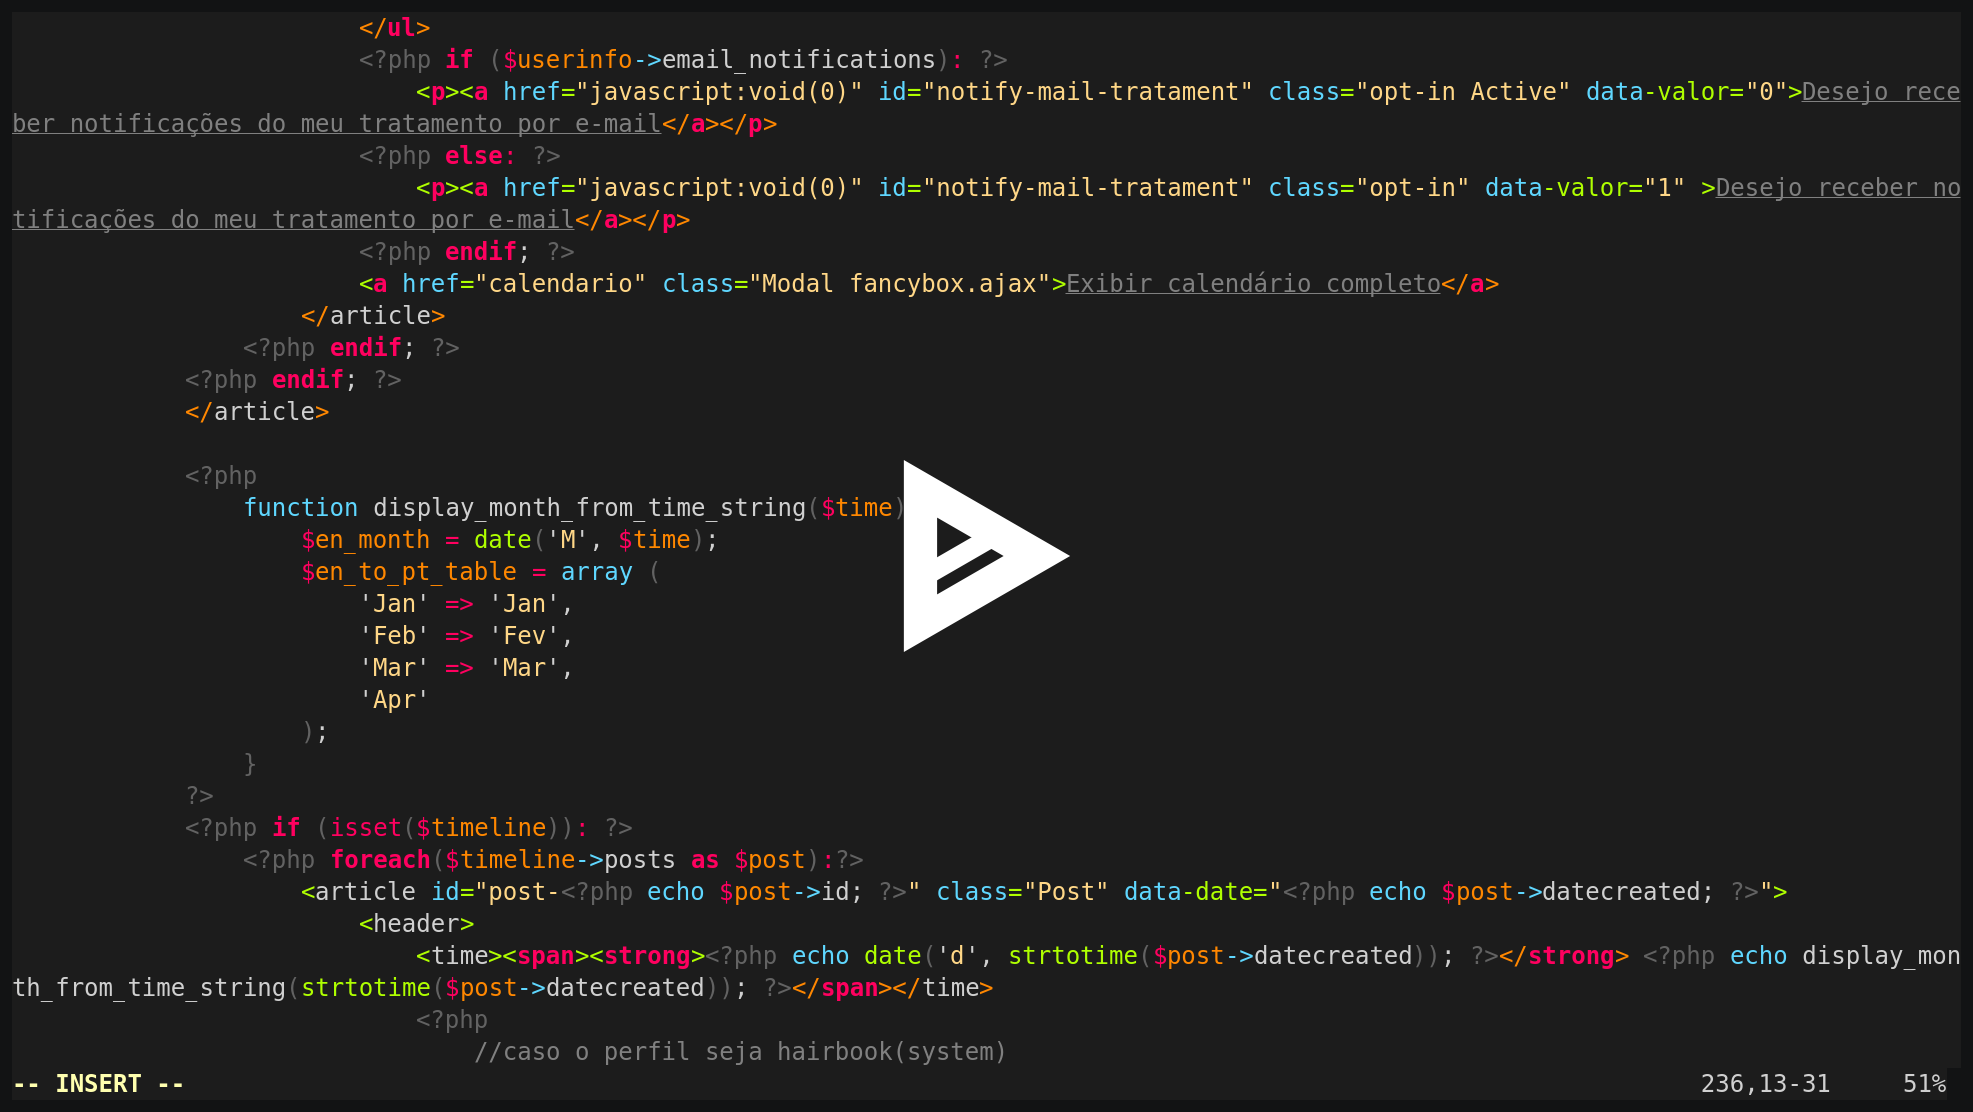 </ul>
<?php if ($userinfo->email_notifications): ?>
<p><a href="javascript:void(0)" id="notify-mail-tratament" class="opt-in Active" data-valor="0">Desejo rece
ber notificações do meu tratamento por e-mail</a></p>
<?php else: ?>
<p><a href="javascript:void(0)" id="notify-mail-tratament" class="opt-in" data-valor="1" >Desejo receber no
tificações do meu tratamento por e-mail</a></p>
<?php endif; ?>
<a href="calendario" class="Modal fancybox.ajax">Exibir calendário completo</a>
</article>
<?php endif; ?>
<?php endif; ?>
</article>
<?php
function display_month_from_time_string($time)
$en_month = date('M', $time);
$en_to_pt_table = array (
'Jan' => 'Jan',
'Feb' => 'Fev',
'Mar' => 'Mar',
'Apr'
);
}
?>
<?php if (isset($timeline)): ?>
<?php foreach($timeline->posts as $post):?>
<article id="post-<?php echo $post->id; ?>" class="Post" data-date="<?php echo $post->datecreated; ?>">
<header>
<time><span><strong><?php echo date('d', strtotime($post->datecreated)); ?></strong> <?php echo display_mon
th_from_time_string(strtotime($post->datecreated)); ?></span></time>
<?php
//caso o perfil seja hairbook(system)
-- INSERT -- 236,13-31 51%